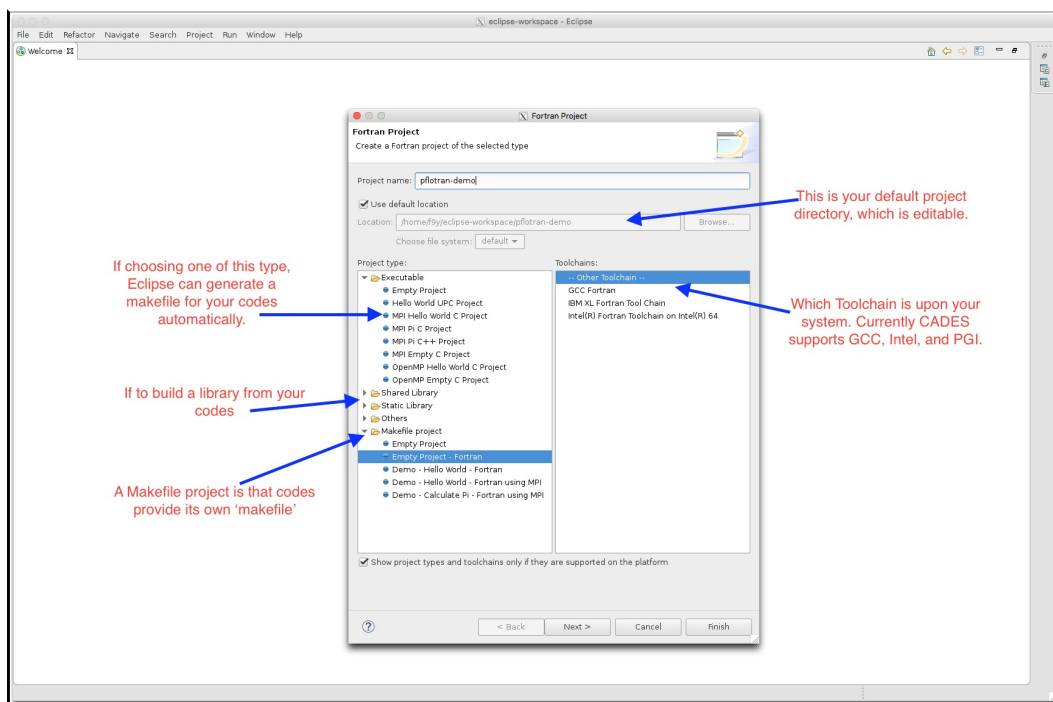 eclipse-workspace - Eclipse
File Edit Refactor Navigate Search Project Run Window Help
Welcome
Fortran Project
Fortran Project
Create a Fortran project of the selected type
Project name: pflotran-demo
Use default location
Location: /home/f9y/eclipse-workspace/pflotran-demo Browse...
Choose file system: default
This is your default project
directory, which is editable.
Project type:
Executable
Empty Project
Hello World UPC Project
MPI Hello World C Project
MPI Pi C Project
MPI Pi C++ Project
MPI Empty C Project
OpenMP Hello World C Project
OpenMP Empty C Project
Shared Library
Static Library
Others
Makefile project
Empty Project
Empty Project - Fortran
Demo - Hello World - Fortran
Demo - Hello World - Fortran using MPI
Demo - Calculate Pi - Fortran using MPI
Toolchains:
-- Other Toolchain --
GCC Fortran
IBM XL Fortran Tool Chain
Intel(R) Fortran Toolchain on Intel(R) 64
If choosing one of this type,
Eclipse can generate a
makefile for your codes
automatically.
Which Toolchain is upon your
system. Currently CADES
supports GCC, Intel, and PGI.
If to build a library from your
codes
A Makefile project is that codes
provide its own ‘makefile’
Show project types and toolchains only if they are supported on the platform
? < Back Next > Cancel Finish